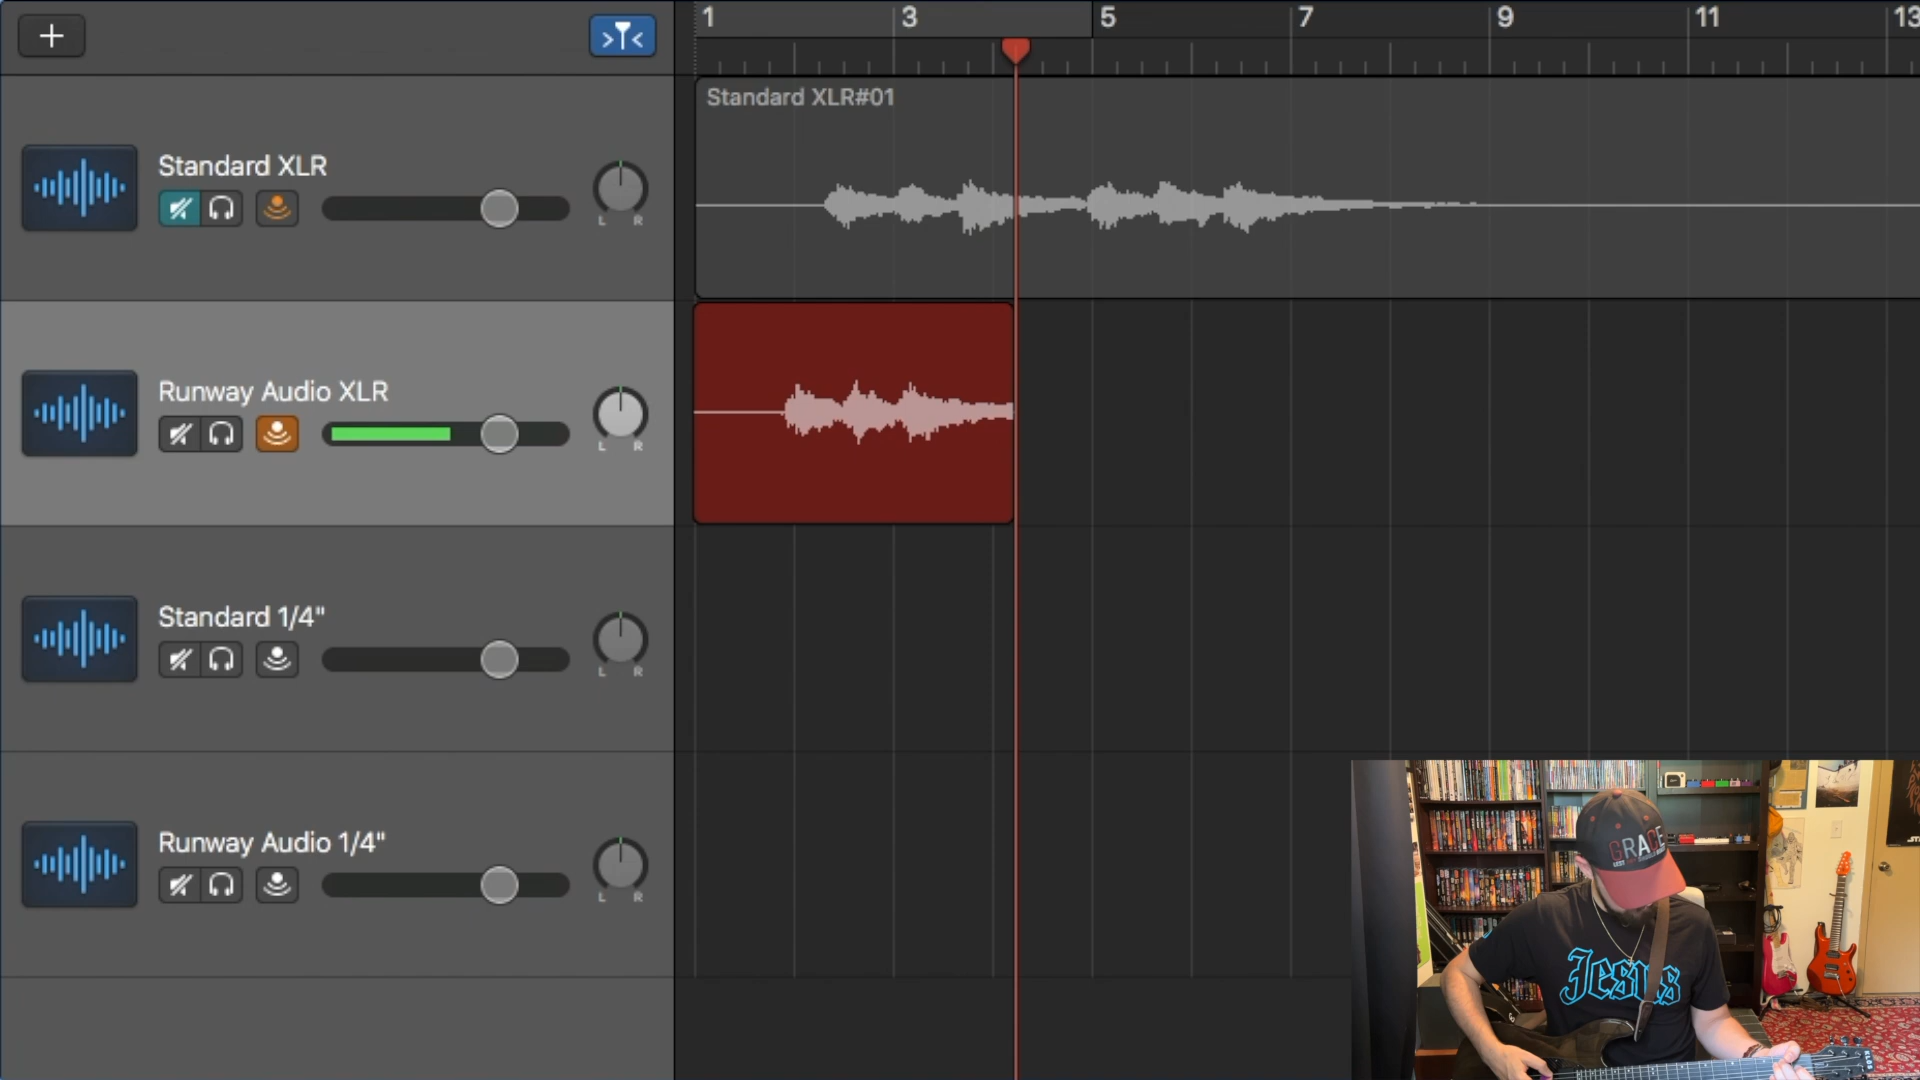 1 3 5 7 9 11 13
Standard XLR#01
Standard XLR
L R
Runway Audio XLR
L R
Standard 1/4"
L R
Runway Audio 1/4"
L R
GRACE
Jesus